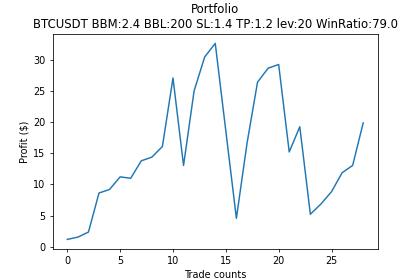 Portfolio
BTCUSDT BBM:2.4 BBL:200 SL:1.4 TP:1.2 lev:20 WinRatio:79.0
Profit ($)
30
25
20
15
10
5
0
0 5 10 15 20 25
Trade counts